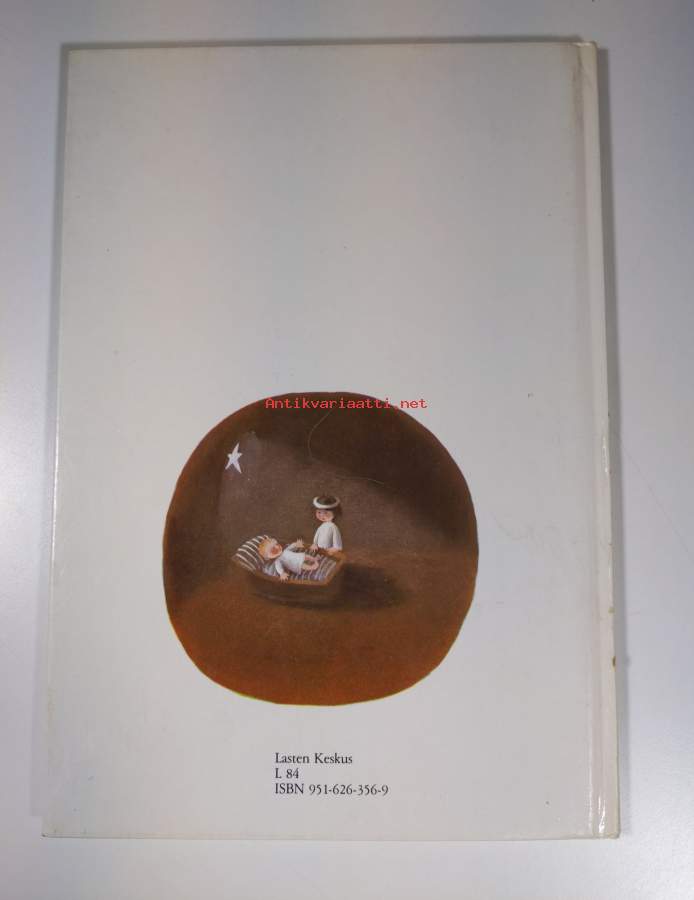 Antikvariaatti.net
Lasten Keskus
L 84
ISBN 951-626-356-9